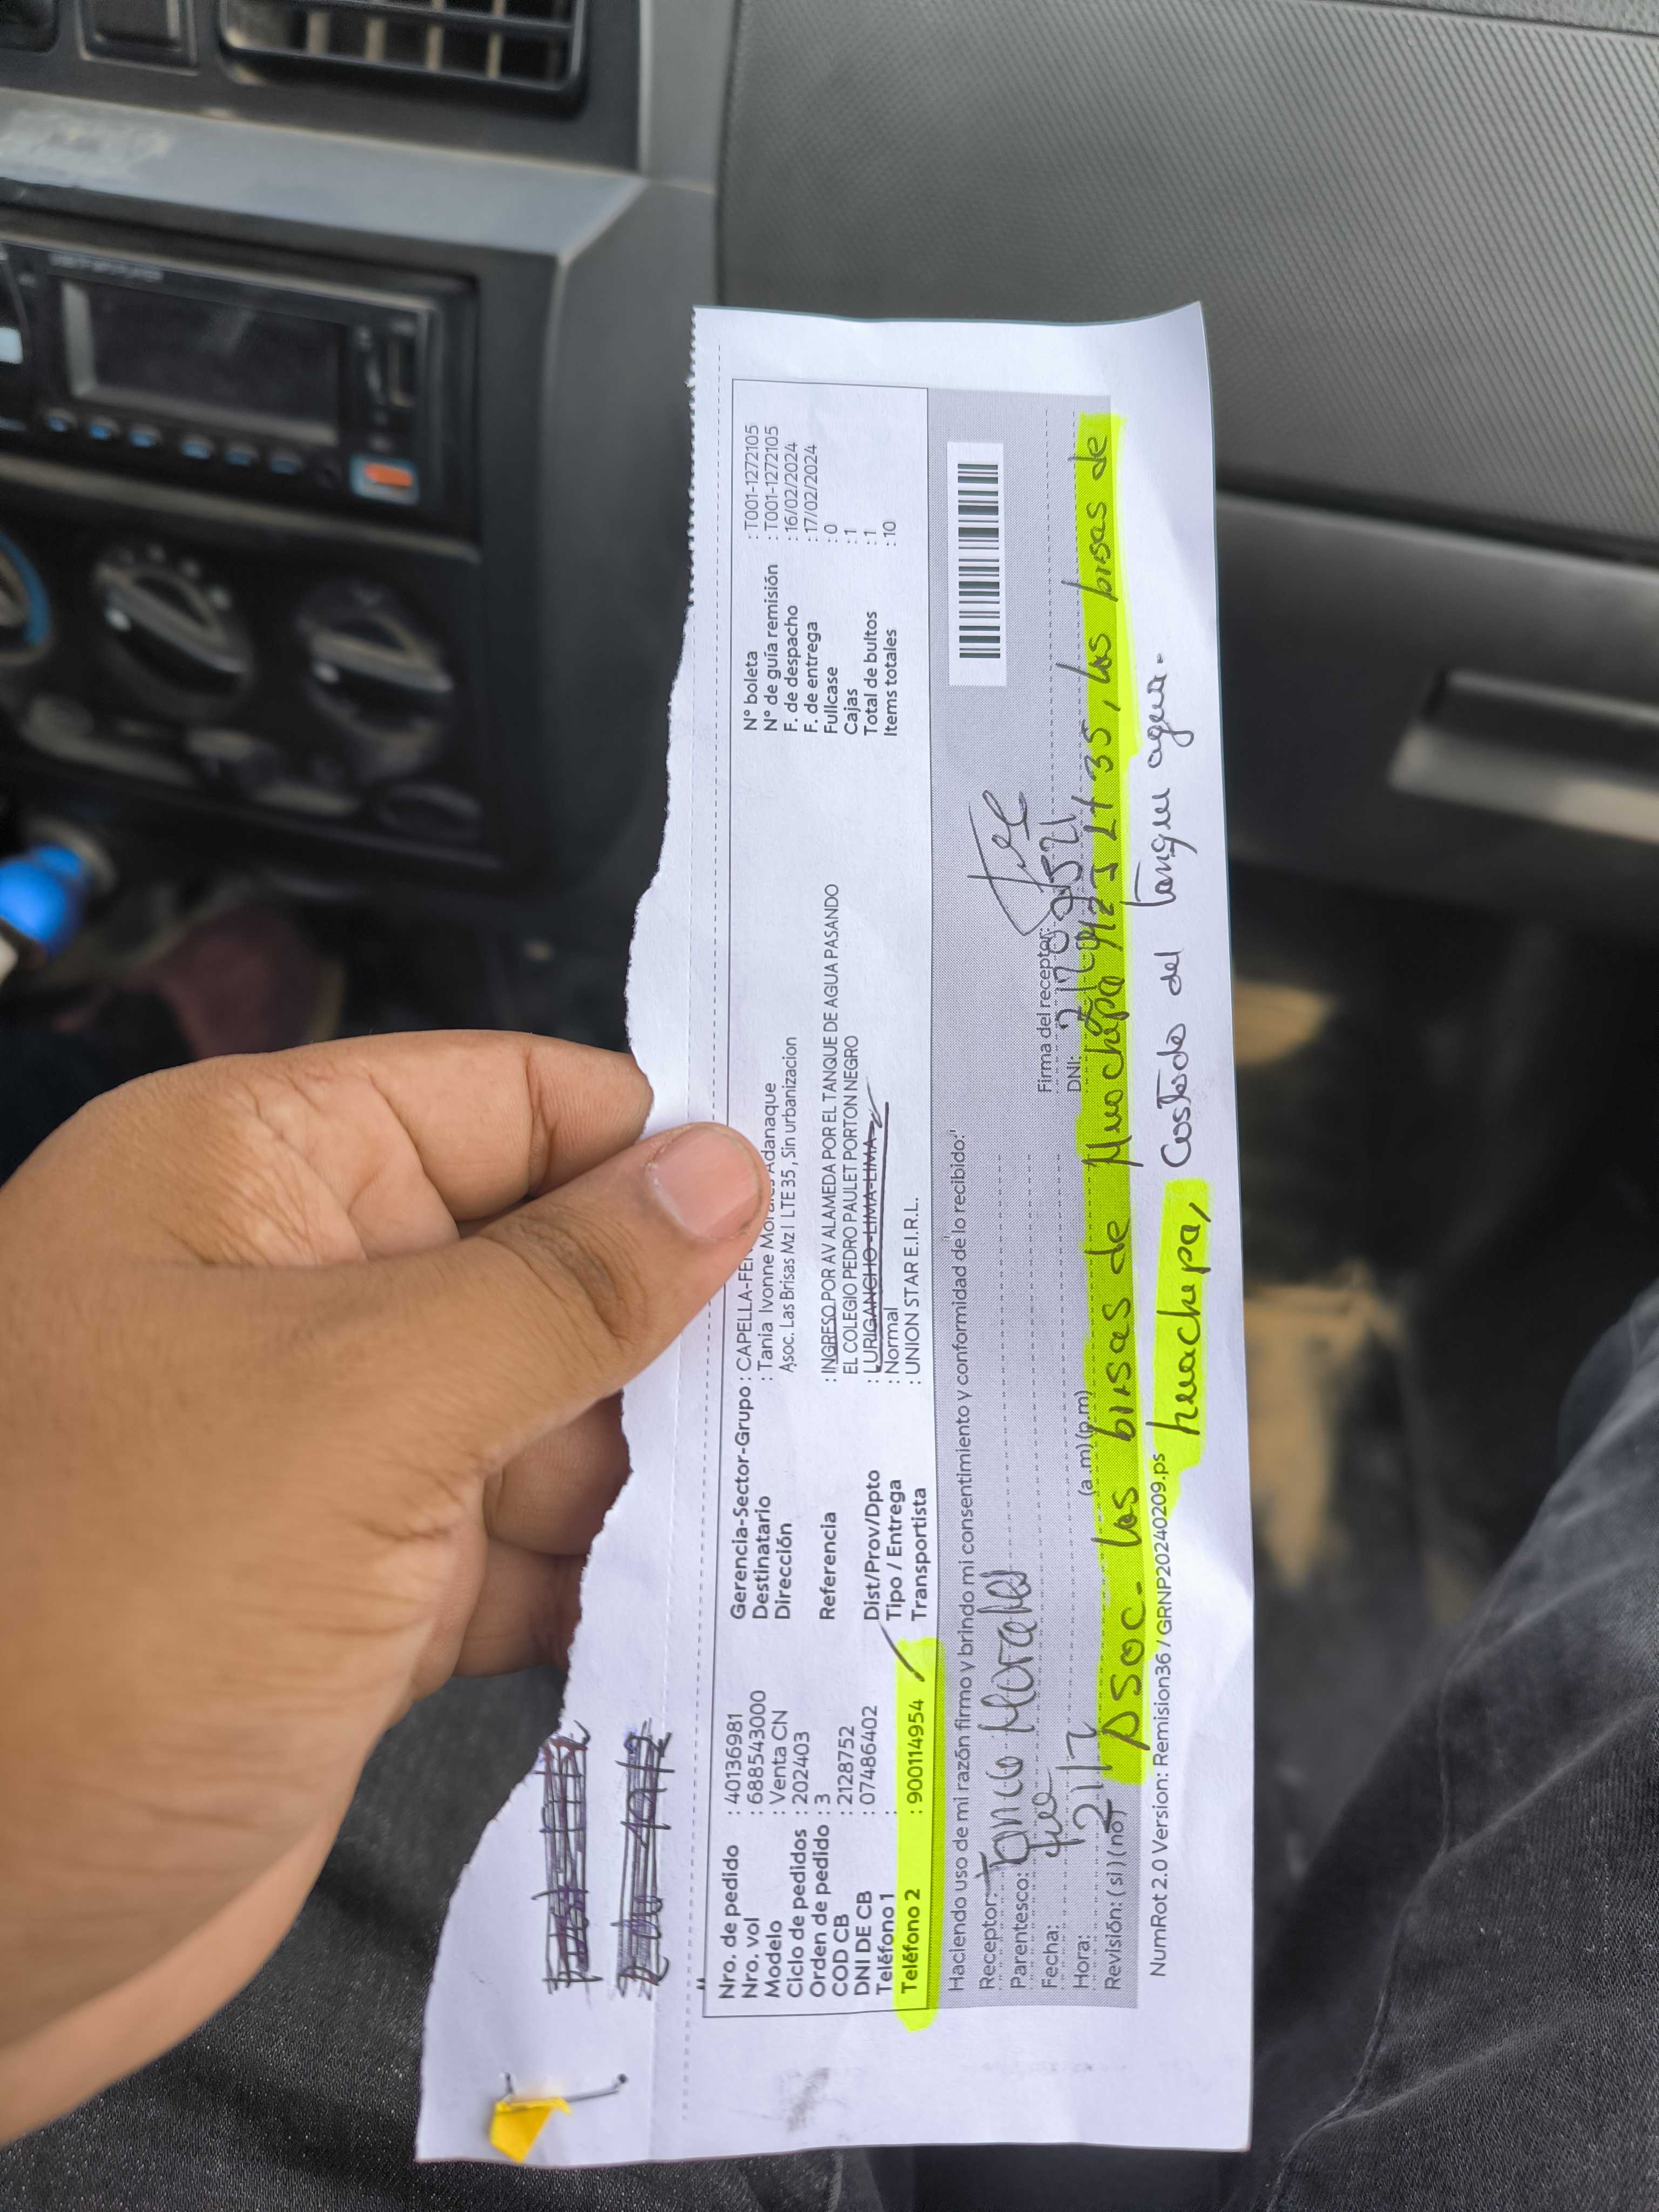 Nro. de pedido : 40136981
Nro. vol : 688543000
Modelo : Venta CN
Ciclo de pedidos : 202403
Orden de pedido : 3
COD CB : 2128752
DNI DE CB : 07486402
Teléfono 1 :
Teléfono 2 : 900114954
Gerencia-Sector-Grupo : CAPELLA-FE
Destinatario : Tania Ivonne Morales Adanaque
Dirección Asoc. Las Brisas Mz I LTE 35, Sin urbanizacion
Referencia : INGRESO POR AV ALAMEDA POR EL TANQUE DE AGUA PASANDO
EL COLEGIO PEDRO PAULET PORTON NEGRO
Dist/Prov/Dpto : LURIGANCHO-LIMA-LIMA
Tipo / Entrega : Normal
Transportista : UNION STAR E.I.R.L.
N° boleta : T001-1272105
N° de guía remisión : T001-1272105
F. de despacho : 16/02/2024
F. de entrega : 17/02/2024
Fullcase : 0
Cajas : 1
Total de bultos : 1
Items totales : 10
Haciendo uso de mi razón firmo y brindo mi consentimiento y conformidad de lo recibido:
Receptor: Tania Morales
Parentesco:
Fecha: 21/2
Hora: (a.m) (p.m)
Revisión: (si) (no)
Firma del receptor:
DNI:
Asoc. las brisas de Huachipa Mz I Lt 35, las brisas de
huachipa, Costado del tanque agua.
NumRot 2.0 Version: Remision36 / GRNP20240209.ps